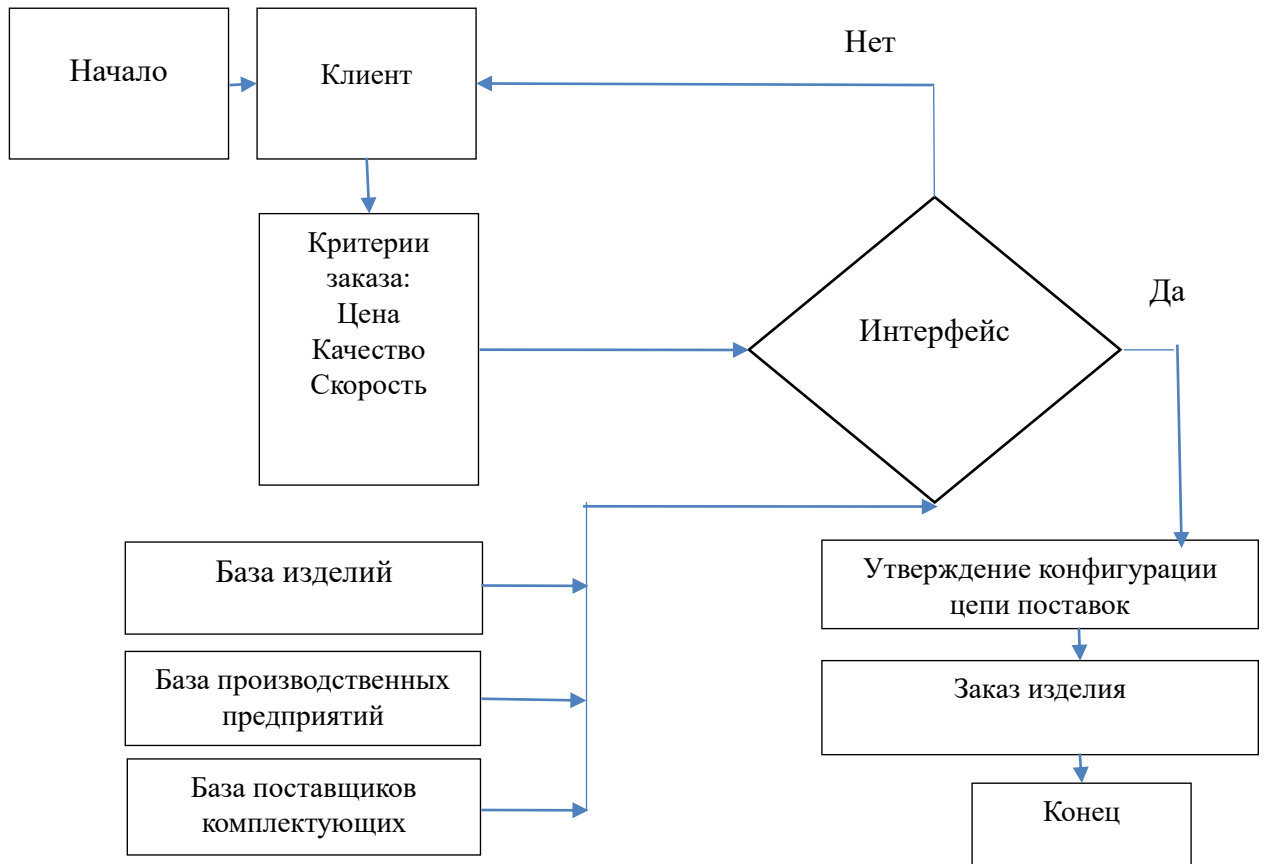 Начало
Клиент
Нет
Критерии
заказа:
Цена
Качество
Скорость
Интерфейс
Да
База изделий
База производственных
предприятий
База поставщиков
комплектующих
Утверждение конфигурации
цепи поставок
Заказ изделия
Конец